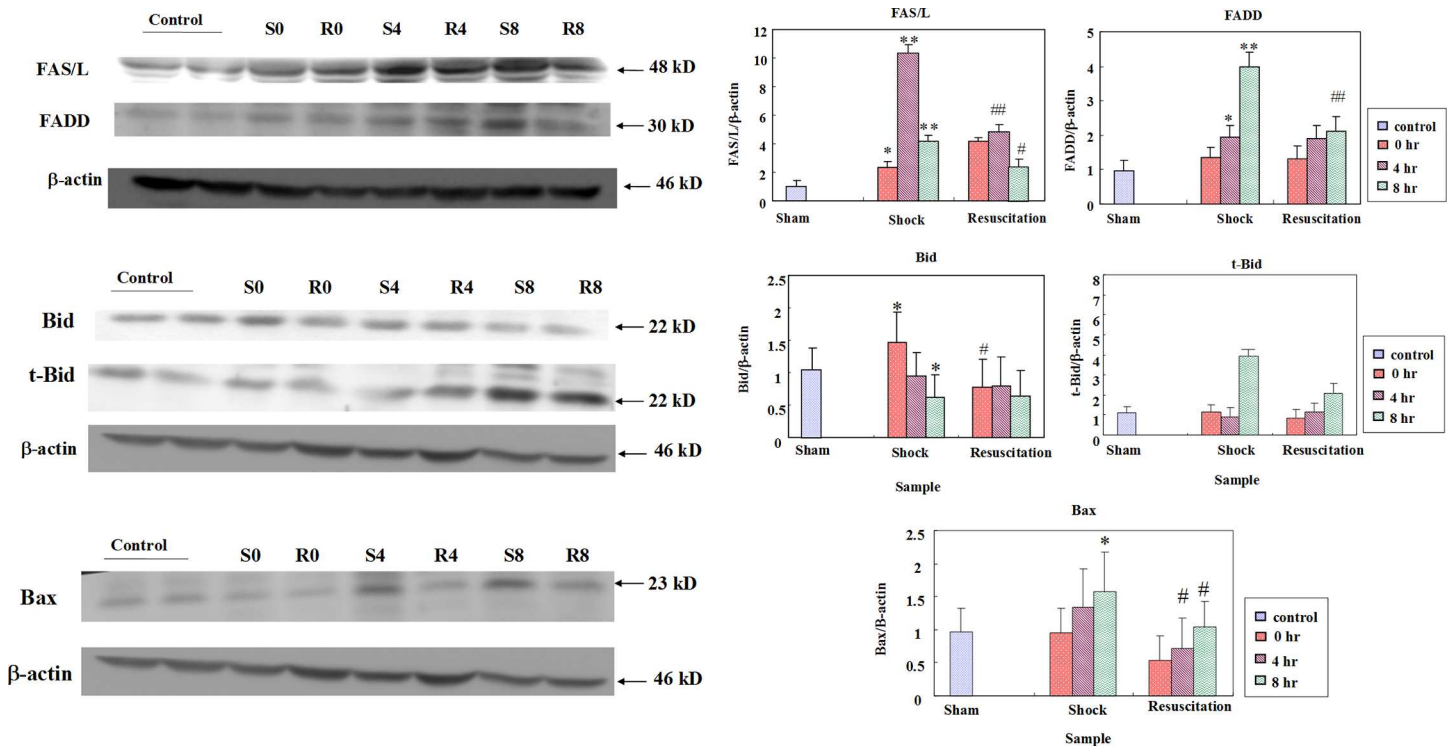 Control S0 R0 S4 R4 S8 R8
FAS/L 48 kD
FADD 30 kD
β-actin 46 kD
Control S0 R0 S4 R4 S8 R8
Bid 22 kD
t-Bid 22 kD
β-actin 46 kD
Control S0 R0 S4 R4 S8 R8
Bax 23 kD
β-actin 46 kD
FAS/L
FAS/L/β-actin
12
10
8
6
4
2
0
* ** ** ## #
Sham Shock Resuscitation
FADD
FADD/β-actin
5
4
3
2
1
0
* ** ##
Sham Shock Resuscitation
control
0 hr
4 hr
8 hr
Bid
Bid/β-actin
2.5
2
1.5
1
0.5
0
* * #
Sham Shock Resuscitation
Sample
t-Bid
t-Bid/β-actin
8
7
6
5
4
3
2
1
0
Sham Shock Resuscitation
Sample
control
0 hr
4 hr
8 hr
Bax
Bax/B-actin
2.5
2
1.5
1
0.5
0
* # #
Sham Shock Resuscitation
Sample
control
0 hr
4 hr
8 hr